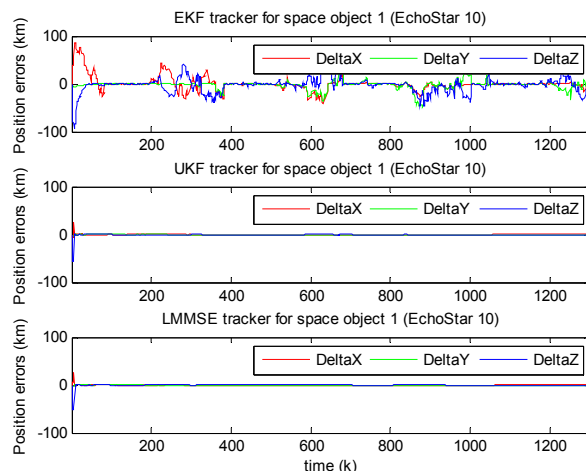 EKF tracker for space object 1 (EchoStar 10)
Position errors (km)
100
0
-100
DeltaX DeltaY DeltaZ
200 400 600 800 1000 1200
UKF tracker for space object 1 (EchoStar 10)
Position errors (km)
100
0
-100
DeltaX DeltaY DeltaZ
200 400 600 800 1000 1200
LMMSE tracker for space object 1 (EchoStar 10)
Position errors (km)
100
0
-100
DeltaX DeltaY DeltaZ
200 400 600 800 1000 1200
time (k)